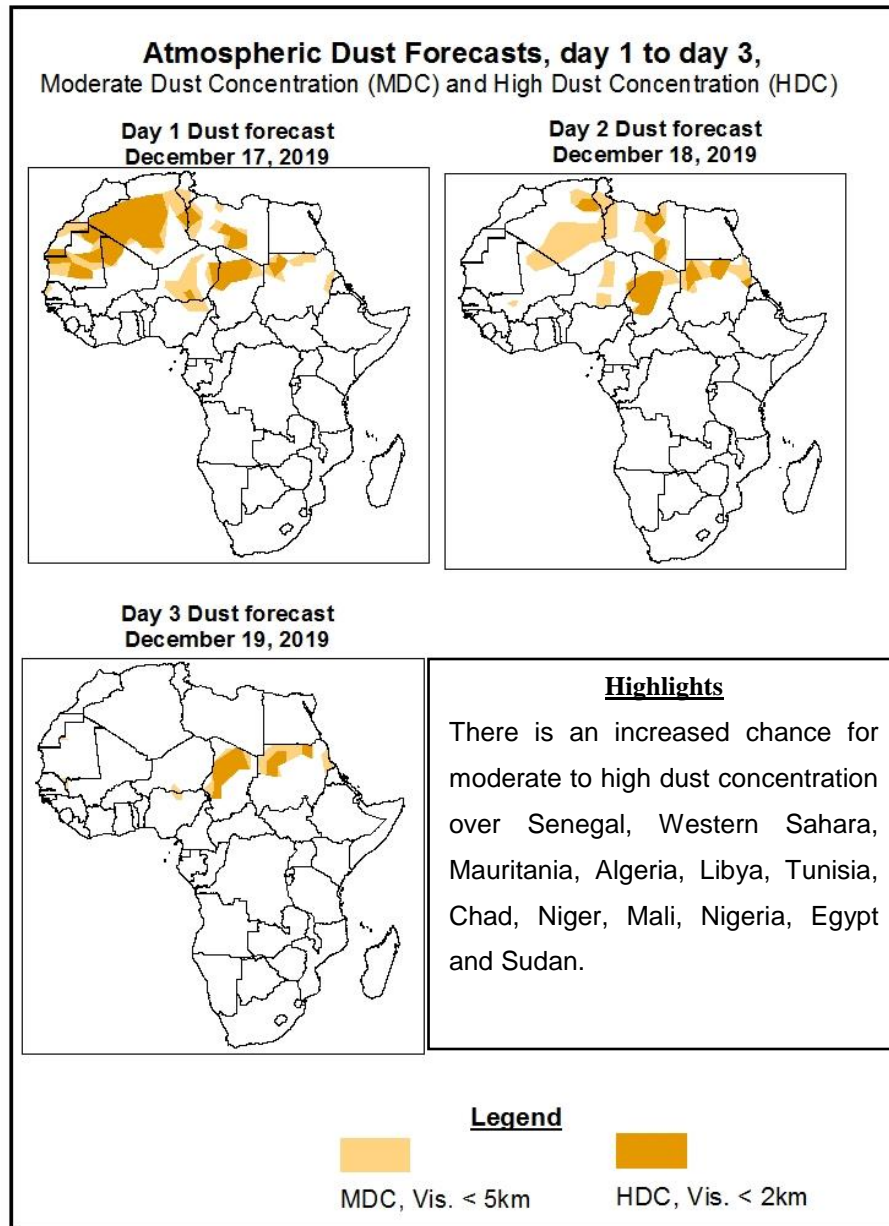 Atmospheric Dust Forecasts, day 1 to day 3,
Moderate Dust Concentration (MDC) and High Dust Concentration (HDC)
Day 1 Dust forecast
December 17, 2019
Day 2 Dust forecast
December 18, 2019
Day 3 Dust forecast
December 19, 2019
Highlights
There is an increased chance for
moderate to high dust concentration
over Senegal, Western Sahara,
Mauritania, Algeria, Libya, Tunisia,
Chad, Niger, Mali, Nigeria, Egypt
and Sudan.
Legend
MDC, Vis. < 5km
HDC, Vis. < 2km